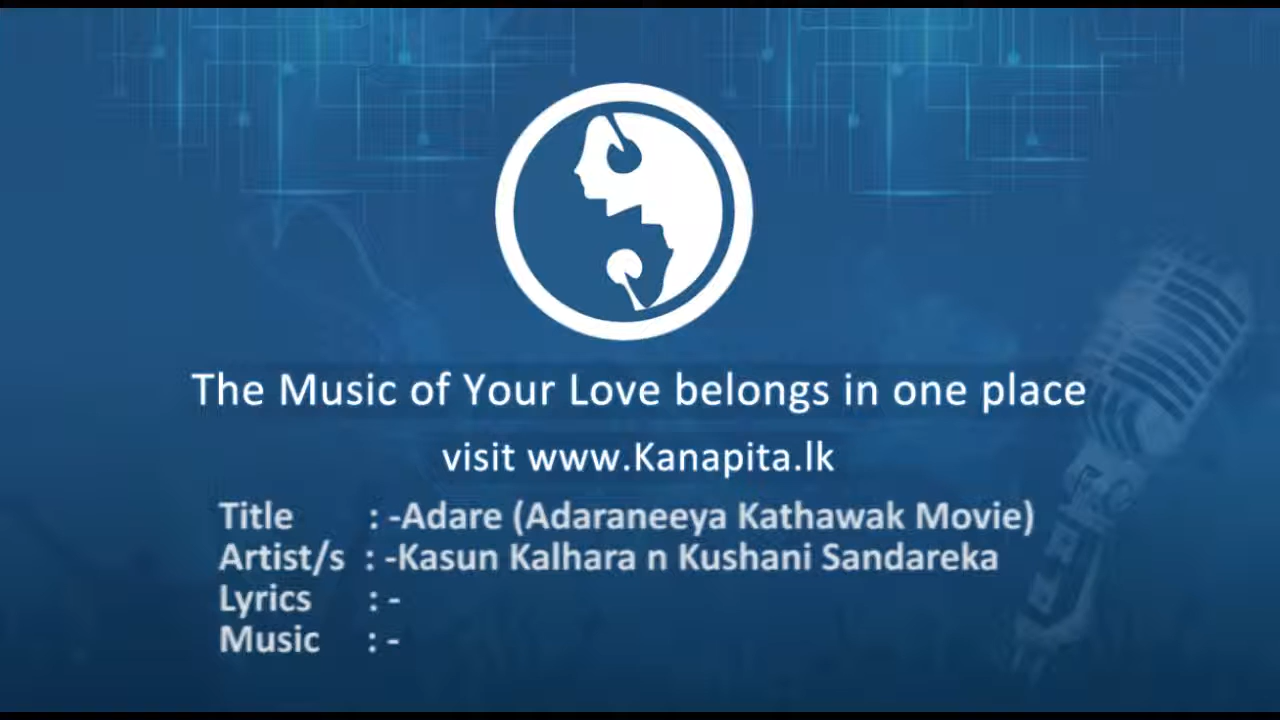 The Music of Your Love belongs in one place
visit www.Kanapita.lk
Title : -Adare (Adaraneeya Kathawak Movie)
Artist/s : -Kasun Kalhara n Kushani Sandareka
Lyrics : -
Music : -